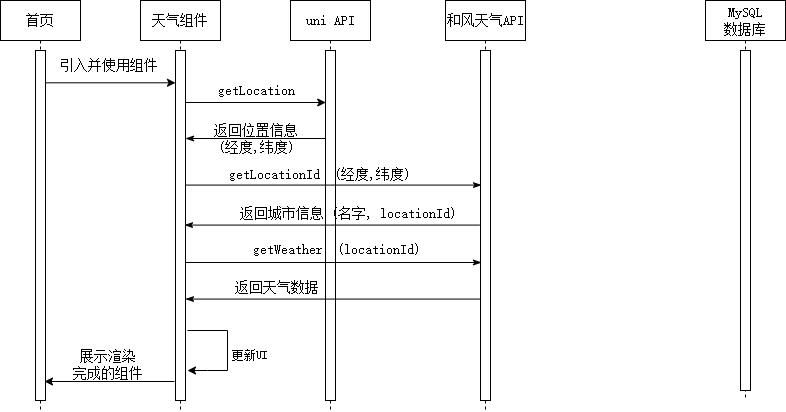 首页
天气组件
uni API
和风天气API
MySQL
数据库
引入并使用组件
getLocation
返回位置信息
(经度,纬度)
getLocationId (经度,纬度)
返回城市信息(名字, locationId)
getWeather (locationId)
返回天气数据
更新UI
展示渲染
完成的组件